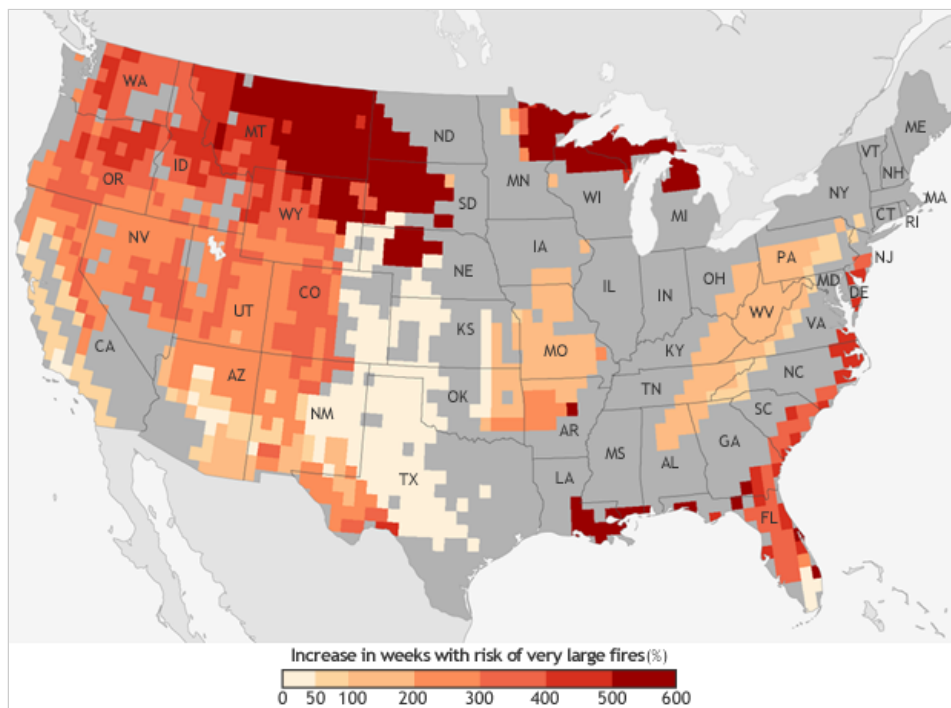 WA
ME
MT
ND
VT
NH
OR
ID
MN
NY
MA
WI
SD
WY
MI
CT
RI
NV
IA
PA
NJ
NE
OH
MD
DE
IL
IN
CO
UT
WV
VA
KS
CA
MO
KY
AZ
NC
TN
OK
NM
SC
AR
MS
AL
GA
TX
LA
FL
Increase in weeks with risk of very large fires(%)
0 50 100 200 300 400 500 600